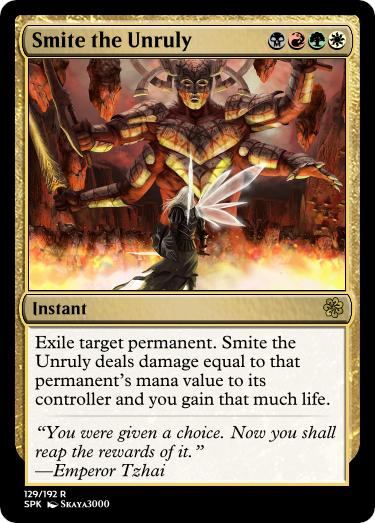 Smite the Unruly
Instant
Exile target permanent. Smite the
Unruly deals damage equal to that
permanent’s mana value to its
controller and you gain that much life.
“You were given a choice. Now you shall
reap the rewards of it.”
—Emperor Tzhai
129/192 R
SPK Skaya3000